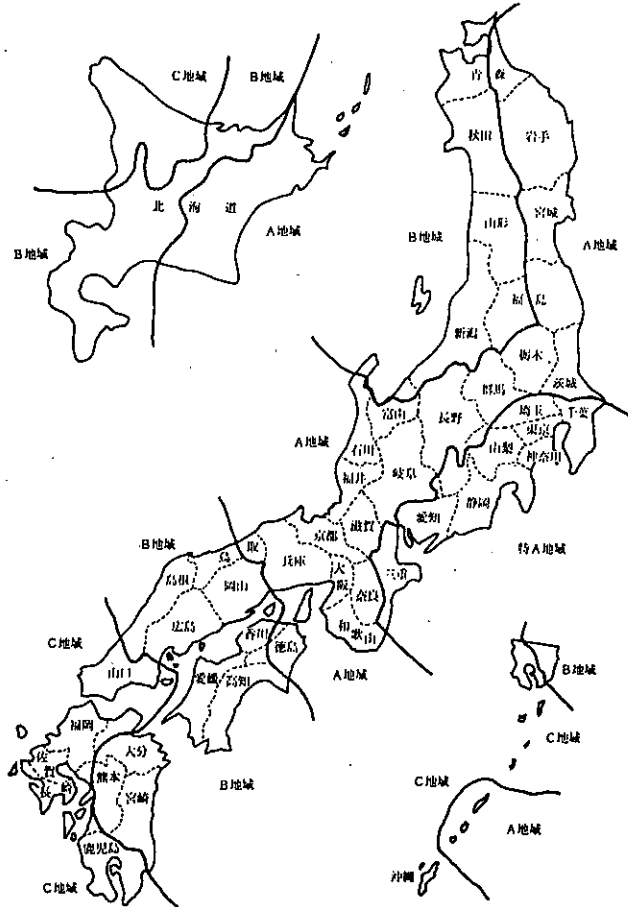 C地域
B地域
北海道
A地域
B地域
青森
秋田
岩手
山形
宮城
B地域
A地域
福島
新潟
栃木
群馬
茨城
富山
長野
埼玉
千葉
東京
山梨
神奈川
A地域
石川
福井
岐阜
静岡
愛知
滋賀
京都
特A地域
B地域
鳥取
兵庫
島根
岡山
大阪
奈良
三重
広島
和歌山
C地域
山口
香川
徳島
愛媛
高知
A地域
B地域
福岡
佐賀
長崎
大分
熊本
宮崎
B地域
C地域
C地域
A地域
鹿児島
C地域
沖縄